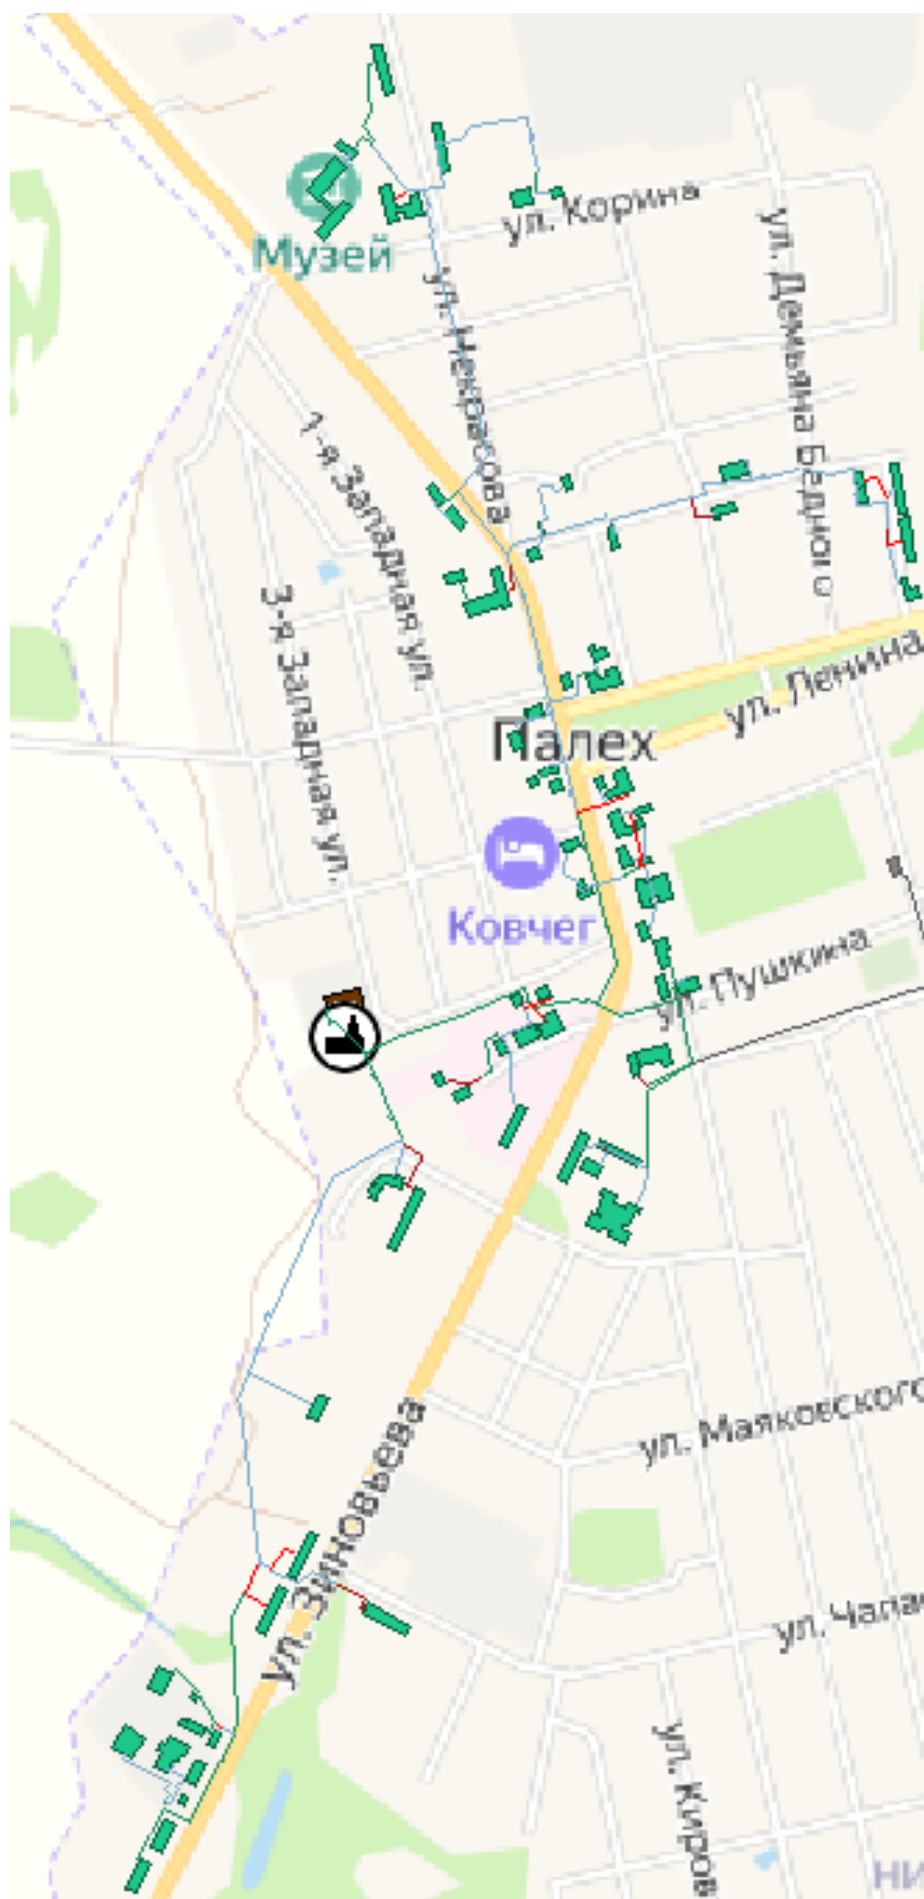 ул. Корина
Музей
ул. Некрасова
ул. Демьяна Бедного
1-я Западная ул.
3-я Западная ул.
ул. Ленина
Палех
Ковчег
ул. Пушкина
ул. Маяковского
ул. Зиновьева
ул. Чапа
ул. Киров
НИ